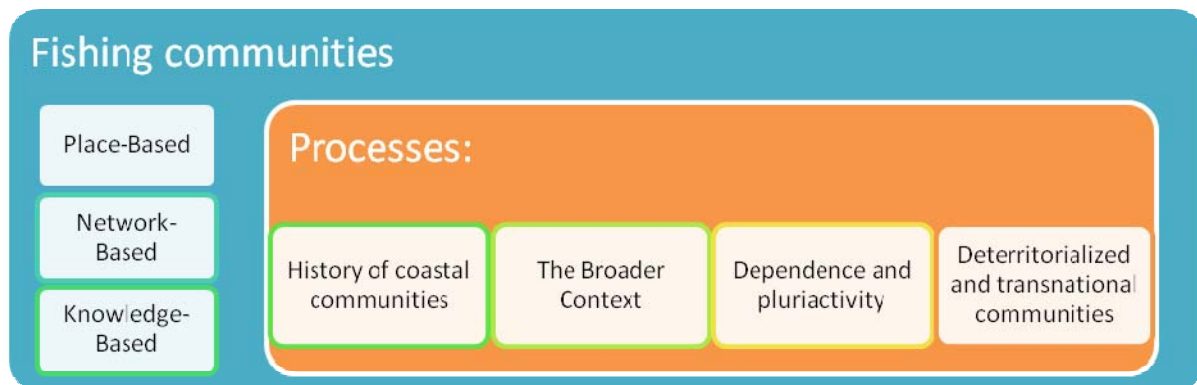 Fishing communities
Place-Based
Network-
Based
Knowledge-
Based
Processes:
History of coastal
communities
The Broader
Context
Dependence and
pluriactivity
Deterritorialized
and transnational
communities